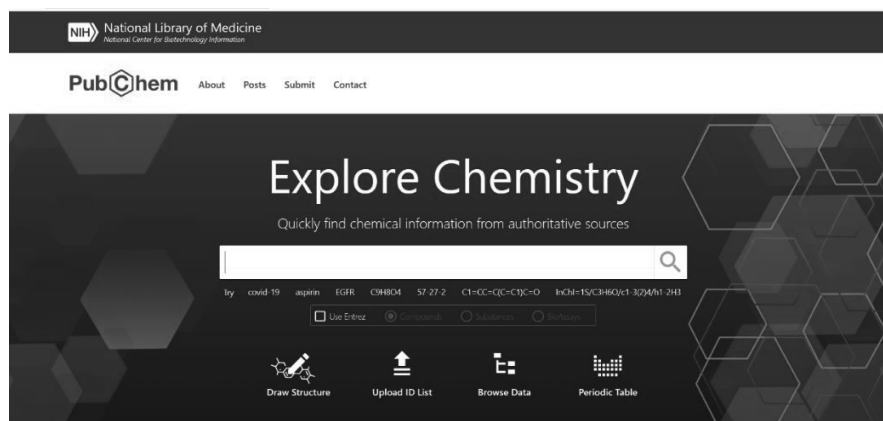 NIH National Library of Medicine
National Center for Biotechnology Information
PubChem About Posts Submit Contact
Explore Chemistry
Quickly find chemical information from authoritative sources
Try covid-19 aspirin EGFR C9H8O4 57-27-2 C1=CC=C(C=C1)C=O InChI=1S/C3H6O/c1-3(2)4/h1-2H3
Use Entrez Compounds Substances BioAssays
Draw Structure Upload ID List Browse Data Periodic Table